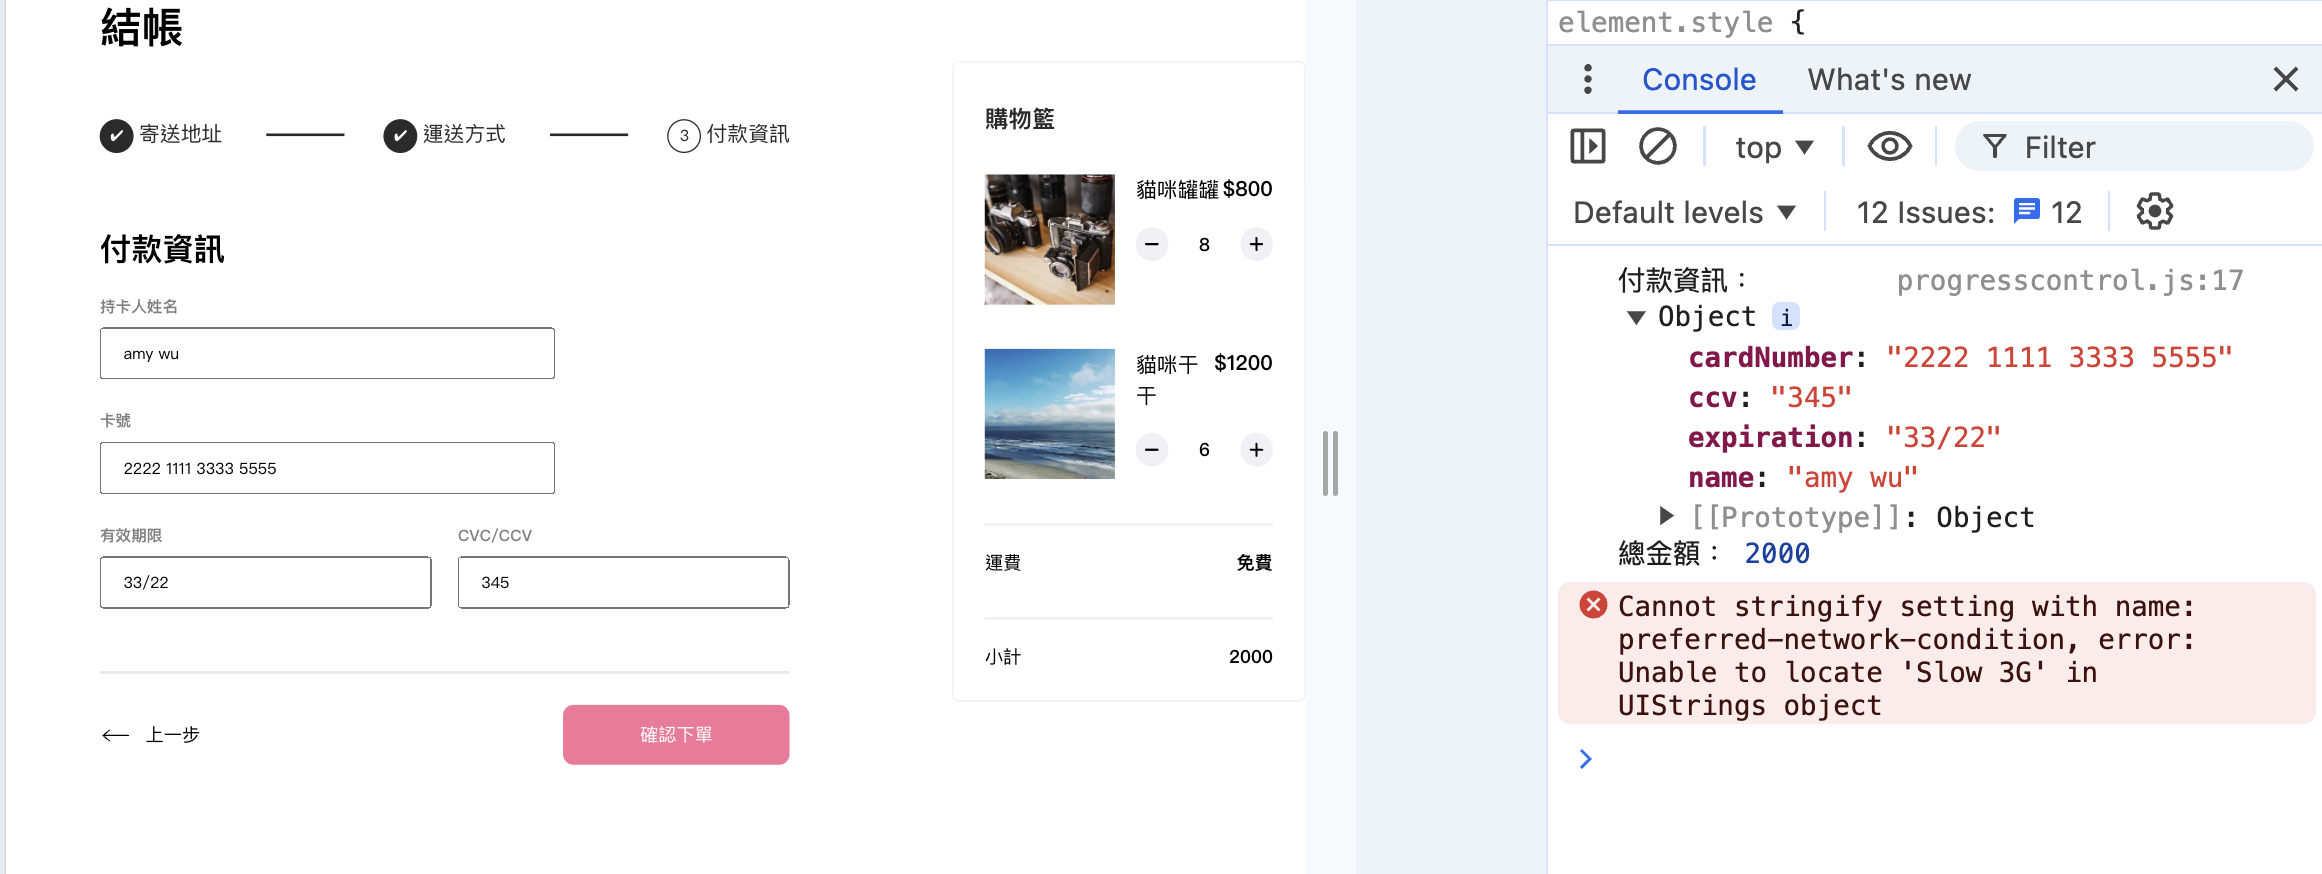 結帳
✔ 寄送地址
✔ 運送方式
3 付款資訊
付款資訊
持卡人姓名
amy wu
卡號
2222 1111 3333 5555
有效期限
CVC/CCV
33/22
345
上一步
確認下單
購物籃
貓咪罐罐 $800
− 8 +
貓咪干 $1200
干
− 6 +
運費 免費
小計 2000
element.style {
Console
What's new
top
Filter
Default levels
12 Issues: 12
付款資訊： progresscontrol.js:17
Object i
cardNumber: "2222 1111 3333 5555"
ccv: "345"
expiration: "33/22"
name: "amy wu"
[[Prototype]]: Object
總金額： 2000
Cannot stringify setting with name:
preferred-network-condition, error:
Unable to locate 'Slow 3G' in
UIStrings object